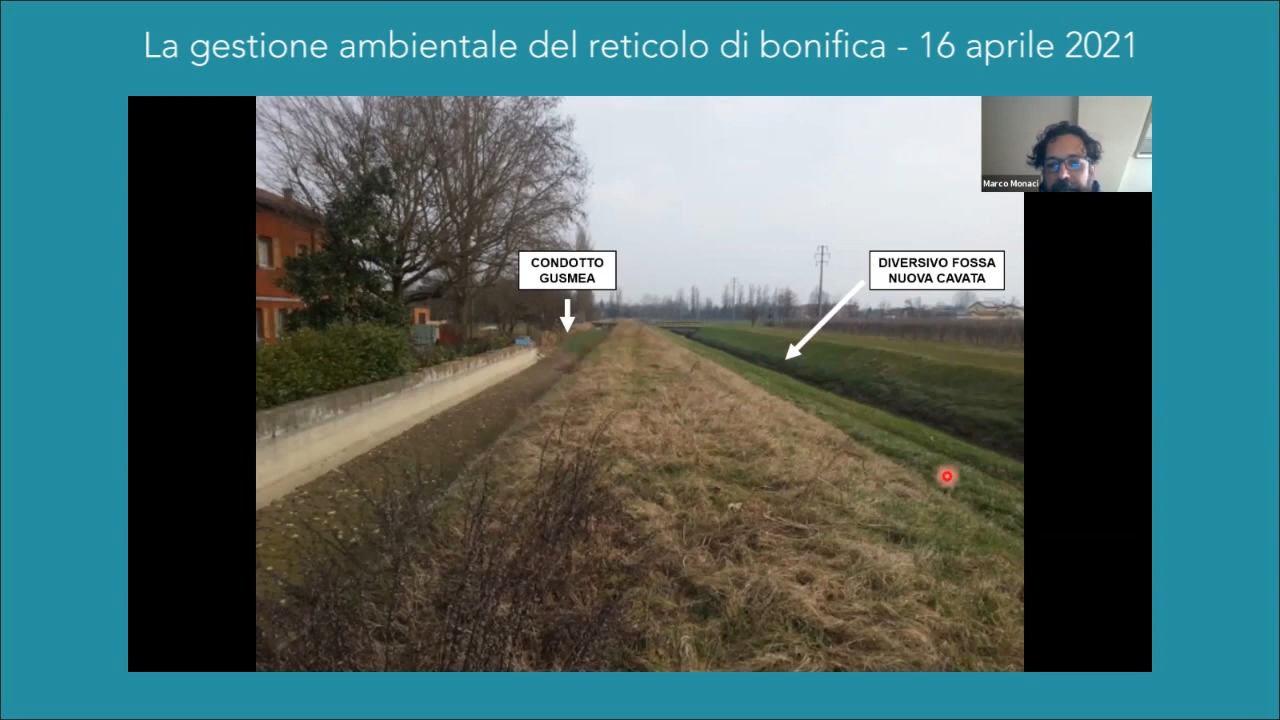 La gestione ambientale del reticolo di bonifica - 16 aprile 2021
Marco Monaci
CONDOTTO
GUSMEA
DIVERSIVO FOSSA
NUOVA CAVATA